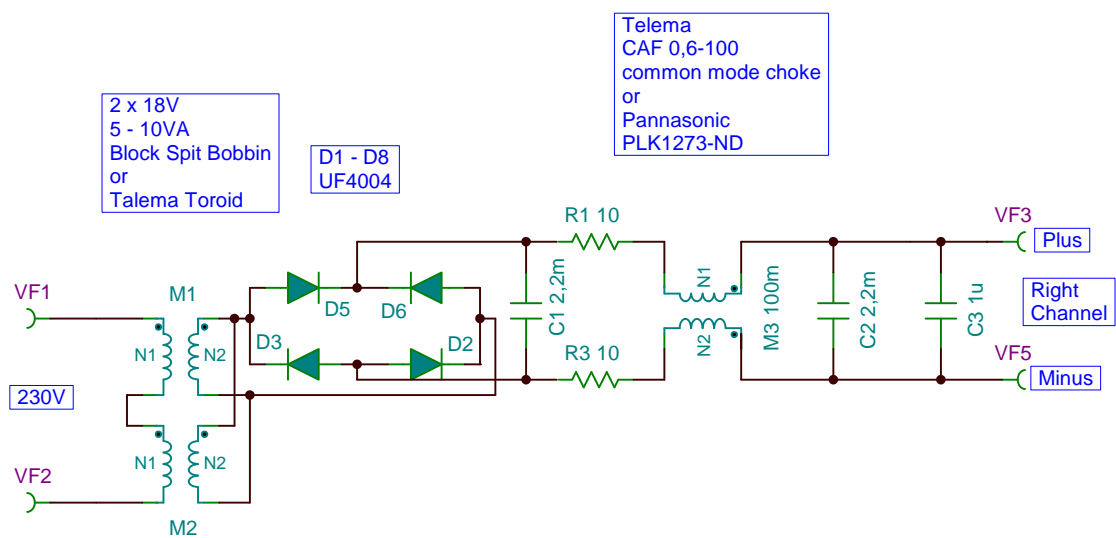 Telema
CAF 0,6-100
common mode choke
or
Pannasonic
PLK1273-ND
2 x 18V
5 - 10VA
Block Spit Bobbin
or
Talema Toroid
D1 - D8
UF4004
R1 10
VF3
Plus
VF1
M1
D5
D6
C1 2,2m
N1
M3 100m
C2 2,2m
C3 1u
Right
Channel
N1
N2
D3
D2
N2
R3 10
VF5
Minus
230V
N1
N2
VF2
M2